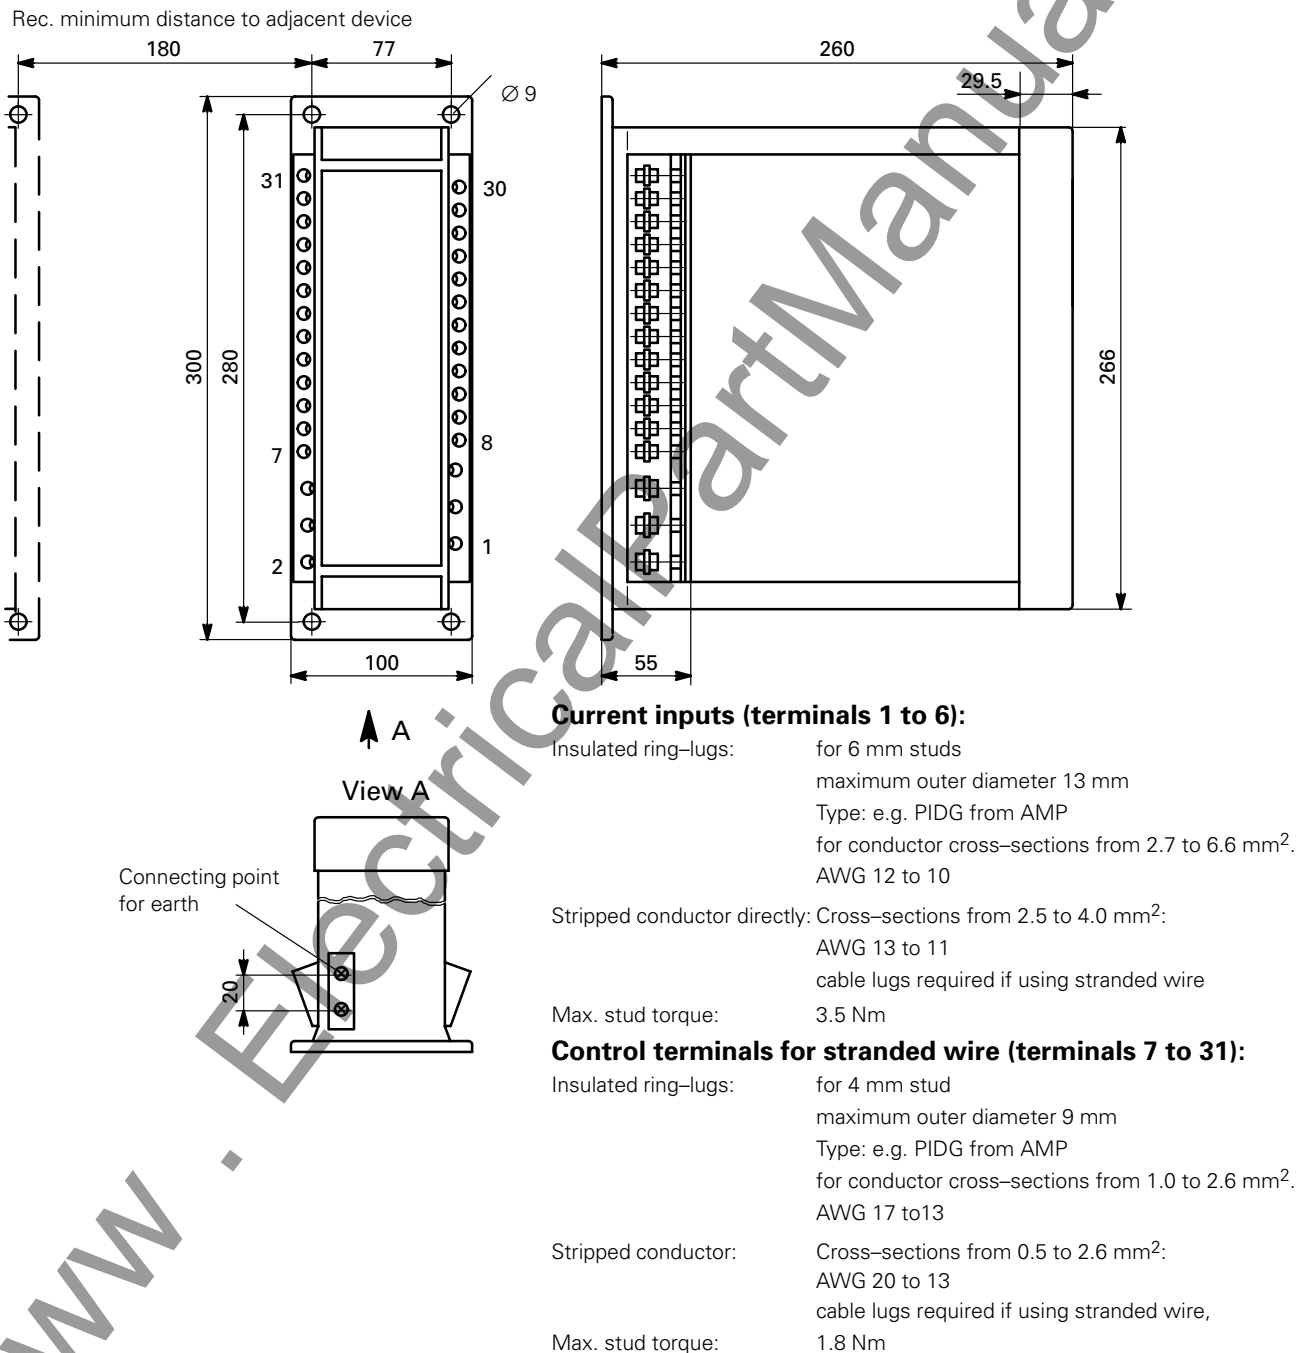 Rec. minimum distance to adjacent device
180
77
260
29.5
∅ 9
31
30
300
280
266
7
8
2
1
100
55
A
View A
Connecting point
for earth
20
Current inputs (terminals 1 to 6):
Insulated ring–lugs: for 6 mm studs
maximum outer diameter 13 mm
Type: e.g. PIDG from AMP
for conductor cross–sections from 2.7 to 6.6 mm².
AWG 12 to 10
Stripped conductor directly: Cross–sections from 2.5 to 4.0 mm²:
AWG 13 to 11
cable lugs required if using stranded wire
Max. stud torque: 3.5 Nm
Control terminals for stranded wire (terminals 7 to 31):
Insulated ring–lugs: for 4 mm stud
maximum outer diameter 9 mm
Type: e.g. PIDG from AMP
for conductor cross–sections from 1.0 to 2.6 mm².
AWG 17 to13
Stripped conductor: Cross–sections from 0.5 to 2.6 mm²:
AWG 20 to 13
cable lugs required if using stranded wire,
Max. stud torque: 1.8 Nm
ww . ElectricalPartManua